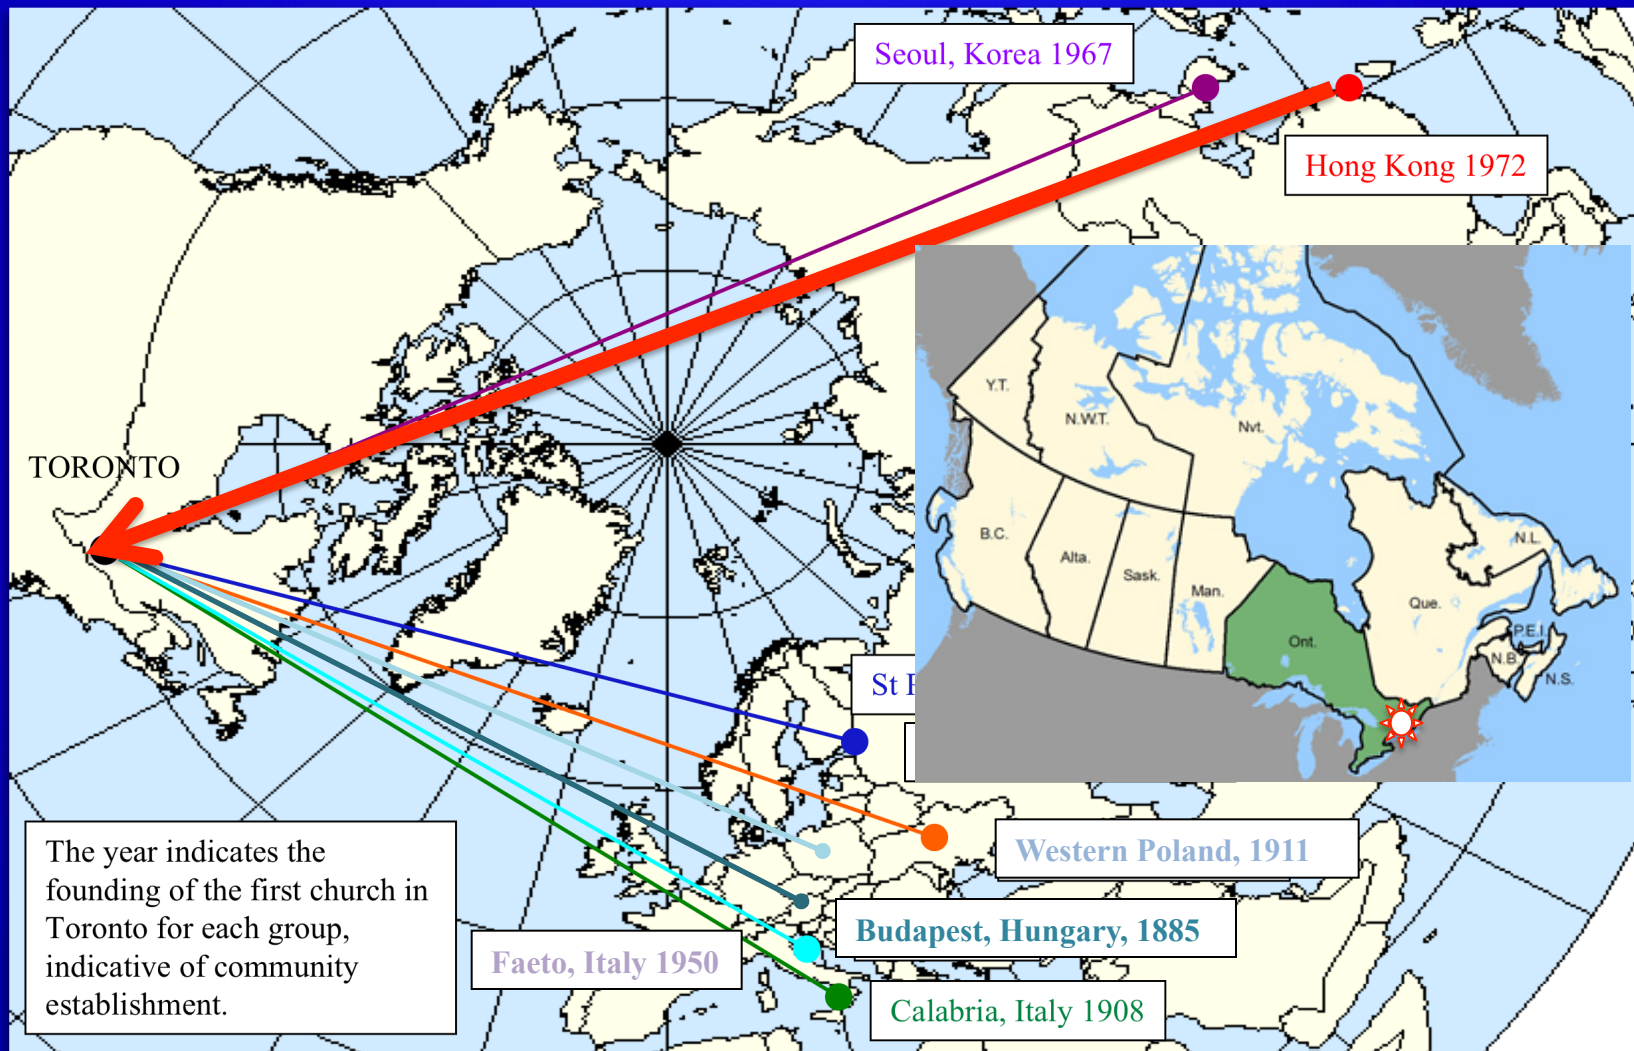 Seoul, Korea 1967
Hong Kong 1972
TORONTO
Y.T.
N.W.T.
Nvt.
B.C.
Alta.
Sask.
Man.
Ont.
Que.
N.L.
P.E.I.
N.B.
N.S.
St
Western Poland, 1911
Budapest, Hungary, 1885
Faeto, Italy 1950
Calabria, Italy 1908
The year indicates the
founding of the first church in
Toronto for each group,
indicative of community
establishment.